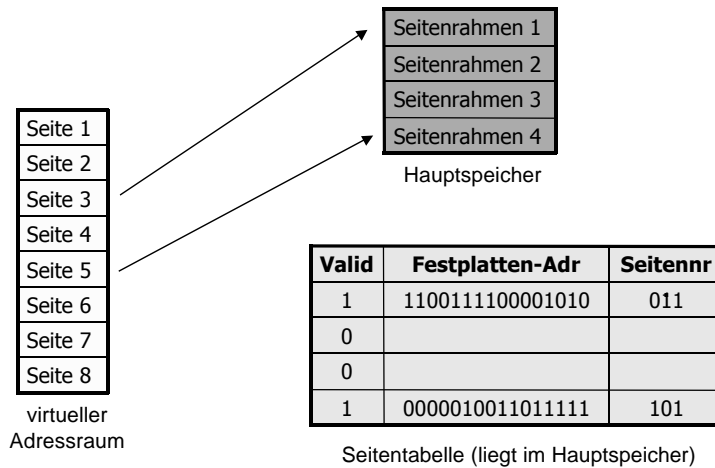 Seitenrahmen 1
Seitenrahmen 2
Seitenrahmen 3
Seitenrahmen 4
Hauptspeicher
Seite 1
Seite 2
Seite 3
Seite 4
Seite 5
Seite 6
Seite 7
Seite 8
virtueller
Adressraum
Valid Festplatten-Adr Seitennr
1 1100111100001010 011
0
0
1 0000010011011111 101
Seitentabelle (liegt im Hauptspeicher)